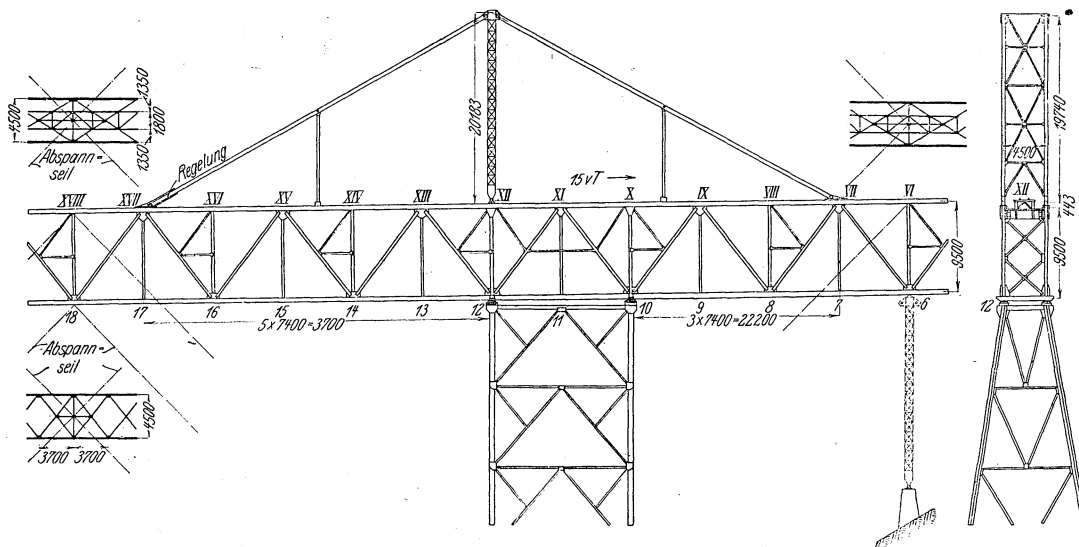 4500
1350
1800
1350
Abspann=
seil
Regelung
20183
15 v T
XVIII XVII XVI XV XIV XIII XII XI X IX VIII VII VI
9500
18 17 16 15 14 13 12 11 10 9 8 7 6
5 x 7400 = 3700
3 x 7400 = 22200
Abspann=
seil
4500
3700 3700
19740
4500
XII
443
9500
12